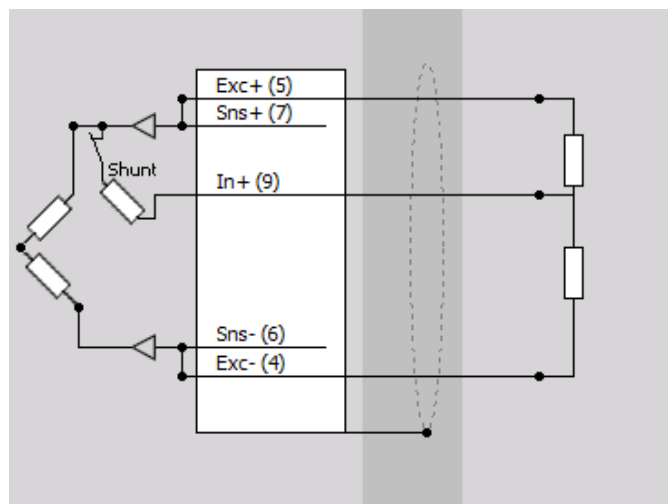 Exc+ (5)
Sns+ (7)
Shunt
In+ (9)
Sns- (6)
Exc- (4)